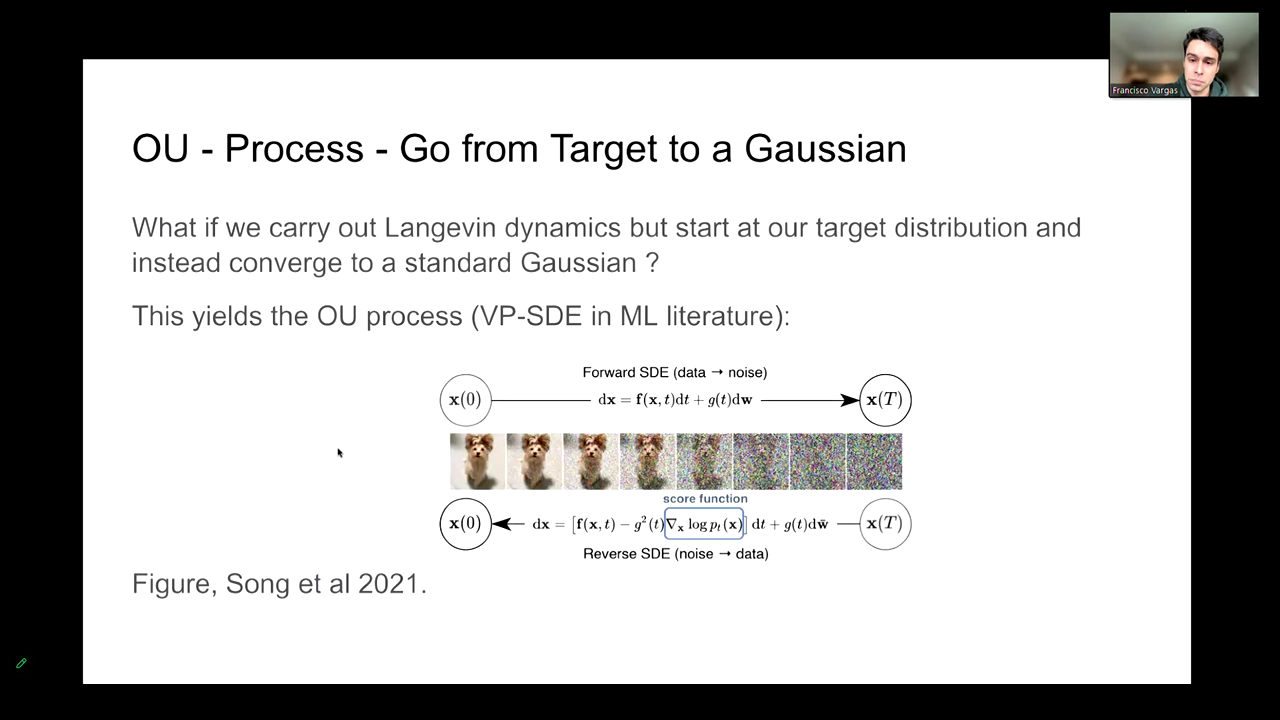 Francisco Vargas
OU - Process - Go from Target to a Gaussian
What if we carry out Langevin dynamics but start at our target distribution and
instead converge to a standard Gaussian ?
This yields the OU process (VP-SDE in ML literature):
Forward SDE (data → noise)
x(0) dx = f(x, t)dt + g(t)dw x(T)
score function
x(0) dx = [f(x, t) − g²(t)∇ₓ log pₜ(x)] dt + g(t)dw̄ x(T)
Reverse SDE (noise → data)
Figure, Song et al 2021.